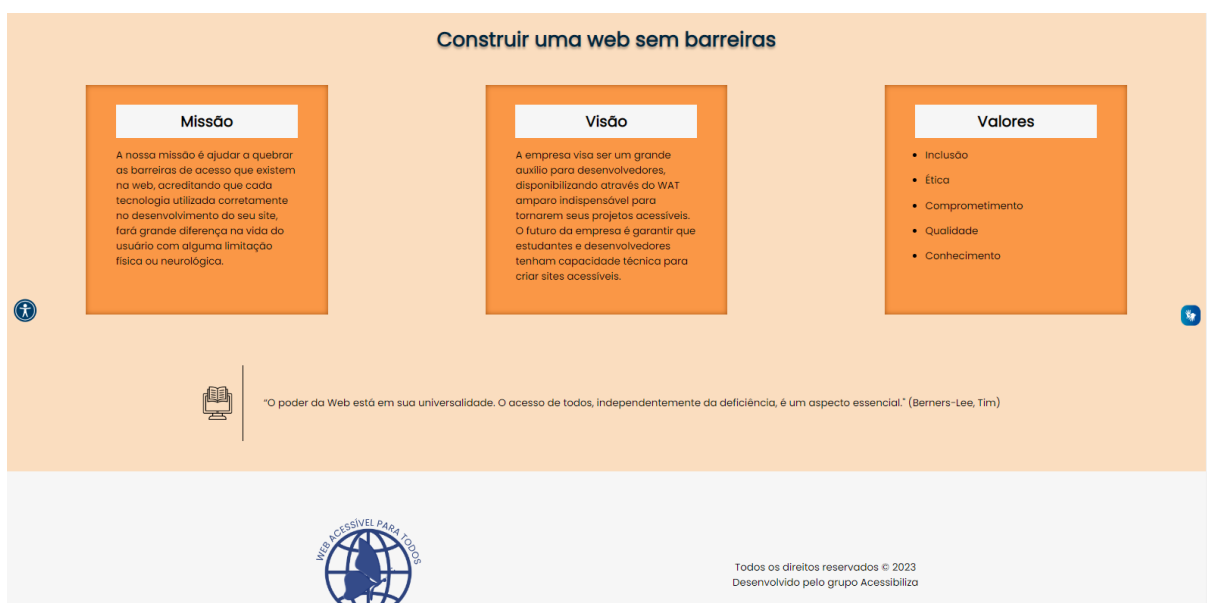 Construir uma web sem barreiras
Missão
A nossa missão é ajudar a quebrar
as barreiras de acesso que existem
na web, acreditando que cada
tecnologia utilizada corretamente
no desenvolvimento do seu site,
fará grande diferença na vida do
usuário com alguma limitação
física ou neurológica.
Visão
A empresa visa ser um grande
auxílio para desenvolvedores,
disponibilizando através do WAT
amparo indispensável para
tornarem seus projetos acessíveis.
O futuro da empresa é garantir que
estudantes e desenvolvedores
tenham capacidade técnica para
criar sites acessíveis.
Valores
• Inclusão
• Ética
• Comprometimento
• Qualidade
• Conhecimento
"O poder da Web está em sua universalidade. O acesso de todos, independentemente da deficiência, é um aspecto essencial." (Berners-Lee, Tim)
WEB ACESSÍVEL PARA TODOS
Todos os direitos reservados © 2023
Desenvolvido pelo grupo Acessibiliza